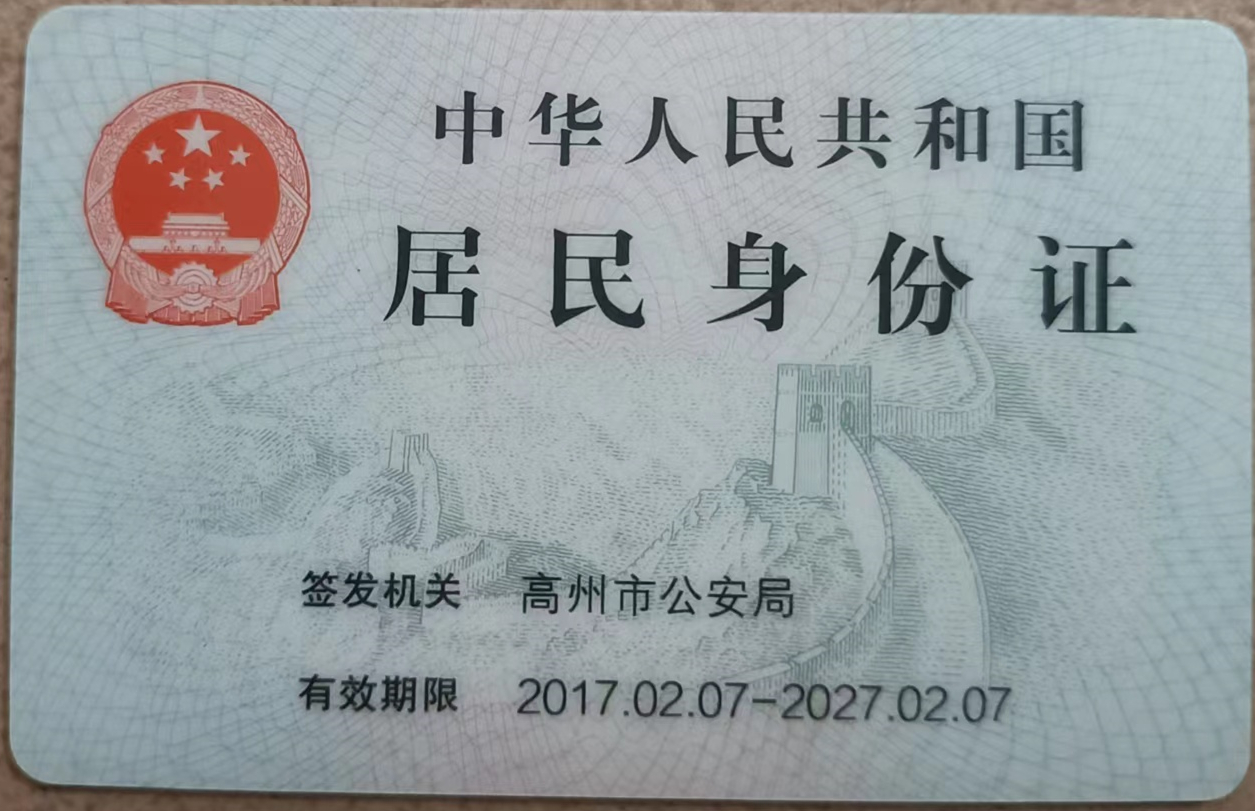 中华人民共和国
居民身份证
签发机关 高州市公安局
有效期限 2017.02.07-2027.02.07